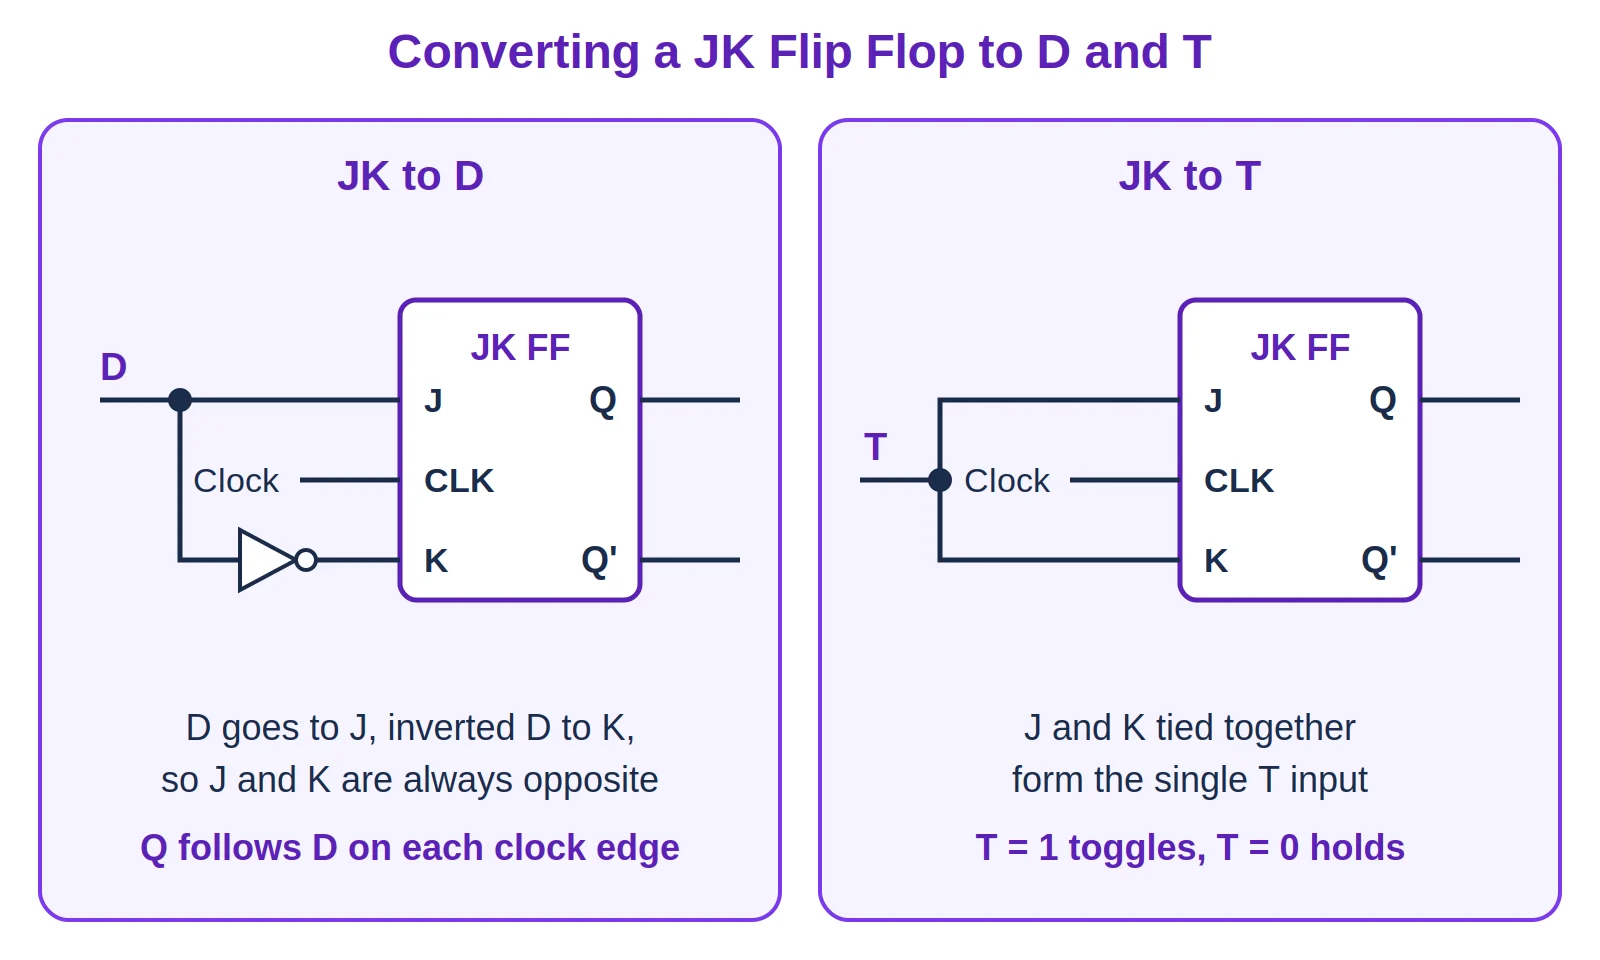 Converting a JK Flip Flop to D and T
JK to D
JK FF
D
J
Q
Clock
CLK
K
Q'
D goes to J, inverted D to K,
so J and K are always opposite
Q follows D on each clock edge
JK to T
JK FF
J
Q
T
Clock
CLK
K
Q'
J and K tied together
form the single T input
T = 1 toggles, T = 0 holds